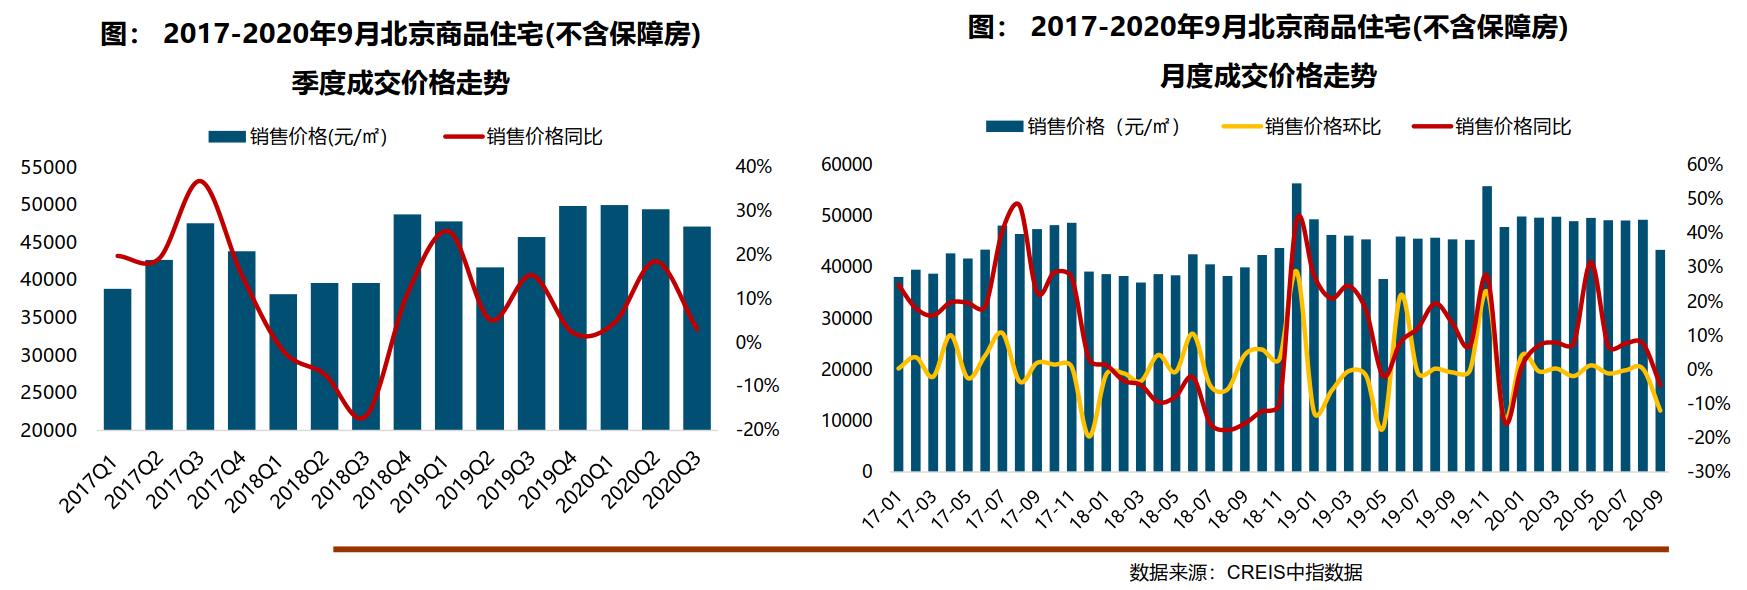 图： 2017-2020年9月北京商品住宅(不含保障房)
季度成交价格走势
销售价格(元/㎡)
销售价格同比
55000
50000
45000
40000
35000
30000
25000
20000
40%
30%
20%
10%
0%
-10%
-20%
2017Q1
2017Q2
2017Q3
2017Q4
2018Q1
2018Q2
2018Q3
2018Q4
2019Q1
2019Q2
2019Q3
2019Q4
2020Q1
2020Q2
2020Q3
图： 2017-2020年9月北京商品住宅(不含保障房)
月度成交价格走势
销售价格（元/㎡）
销售价格环比
销售价格同比
60000
50000
40000
30000
20000
10000
0
60%
50%
40%
30%
20%
10%
0%
-10%
-20%
-30%
17-01
17-03
17-05
17-07
17-09
17-11
18-01
18-03
18-05
18-07
18-09
18-11
19-01
19-03
19-05
19-07
19-09
19-11
20-01
20-03
20-05
20-07
20-09
数据来源：CREIS中指数据